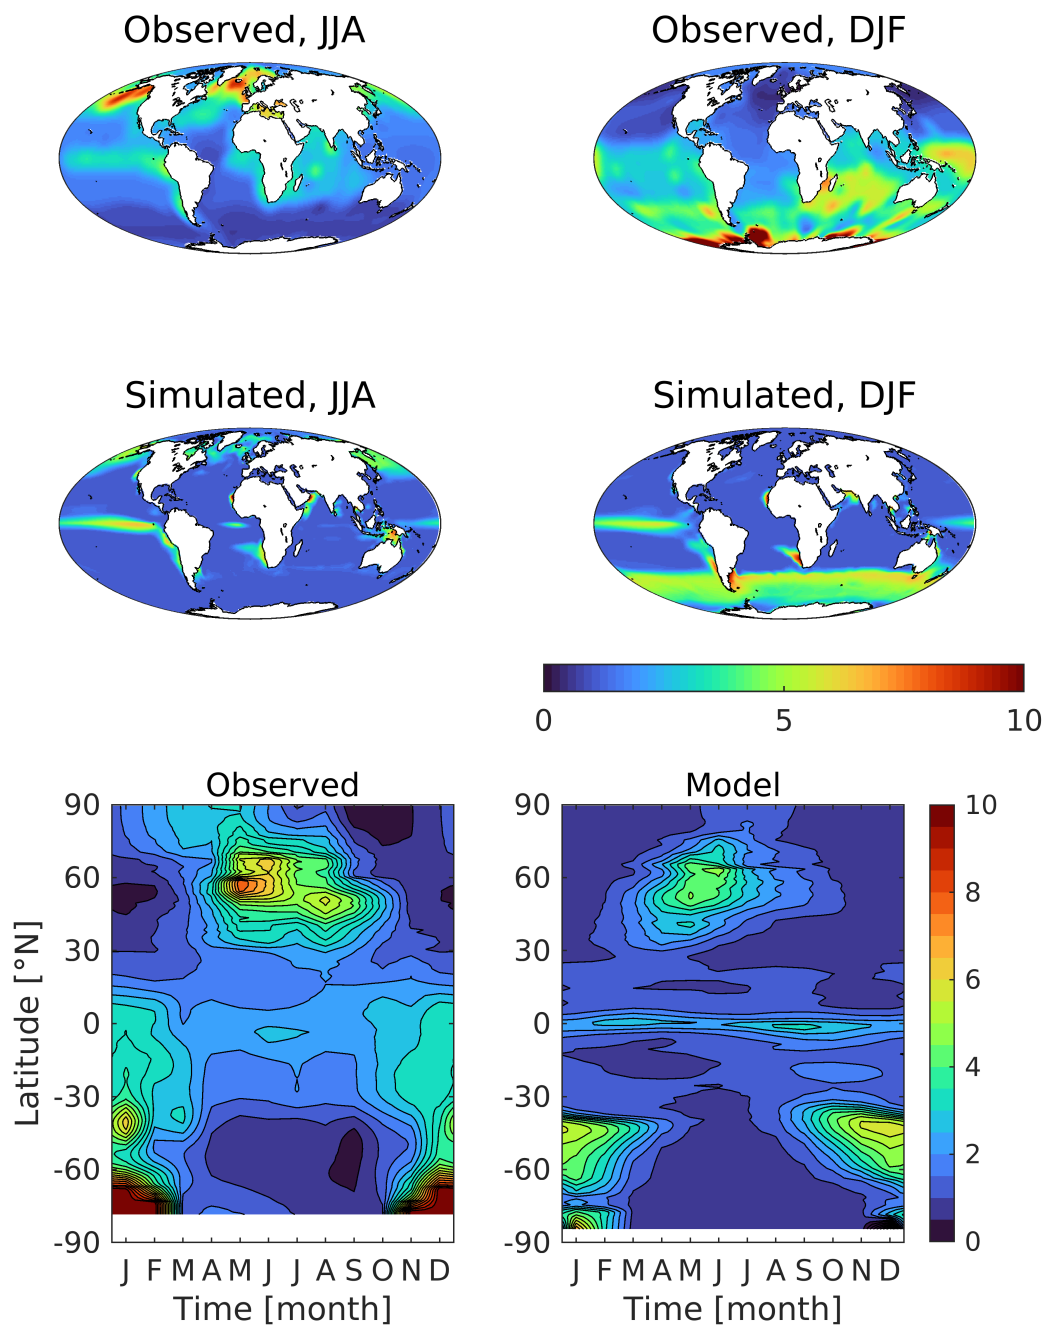 Observed, JJA
Observed, DJF
Simulated, JJA
Simulated, DJF
0 5 10
Observed
Model
90
60
30
0
-30
-60
-90
Latitude [°N]
J F M A M J J A S O N D
Time [month]
90
60
30
0
-30
-60
-90
J F M A M J J A S O N D
Time [month]
10
8
6
4
2
0